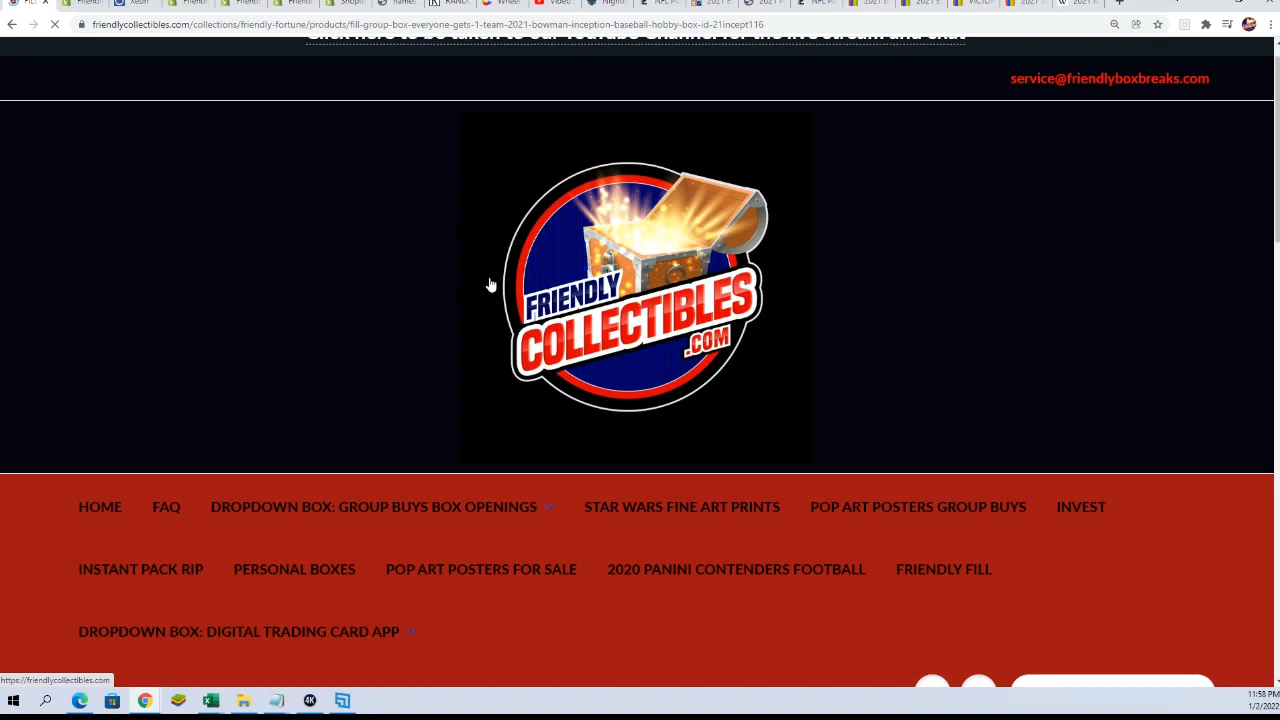 friendlycollectibles.com/collections/friendly-fortune/products/fill-group-box-everyone-gets-1-team-2021-bowman-inception-baseball-hobby-box-id-21incept116
service@friendlyboxbreaks.com
FRIENDLY
COLLECTIBLES
.COM
HOME FAQ DROPDOWN BOX: GROUP BUYS BOX OPENINGS STAR WARS FINE ART PRINTS POP ART POSTERS GROUP BUYS INVEST
INSTANT PACK RIP PERSONAL BOXES POP ART POSTERS FOR SALE 2020 PANINI CONTENDERS FOOTBALL FRIENDLY FILL
DROPDOWN BOX: DIGITAL TRADING CARD APP
https://friendlycollectibles.com
4K
11:58 PM
1/2/2022